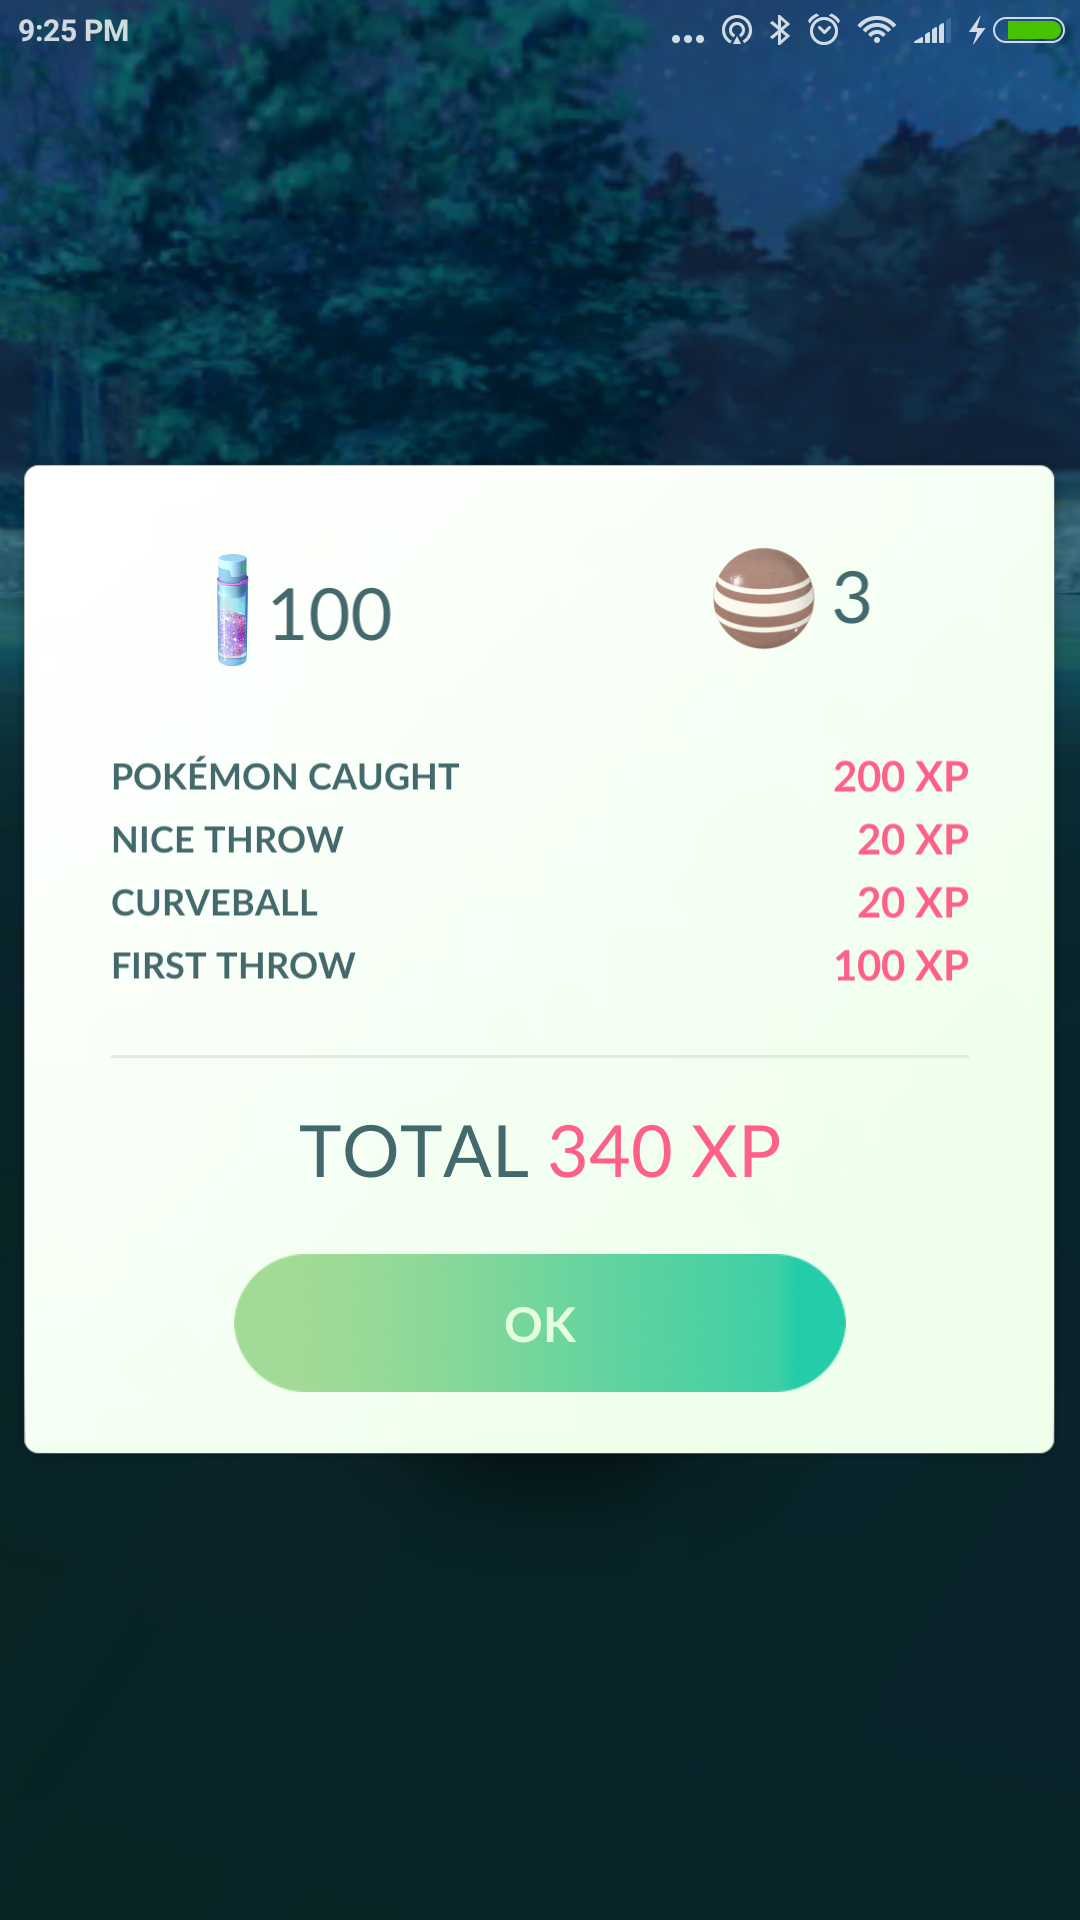 9:25 PM
100
3
POKÉMON CAUGHT 200 XP
NICE THROW 20 XP
CURVEBALL 20 XP
FIRST THROW 100 XP
TOTAL 340 XP
OK